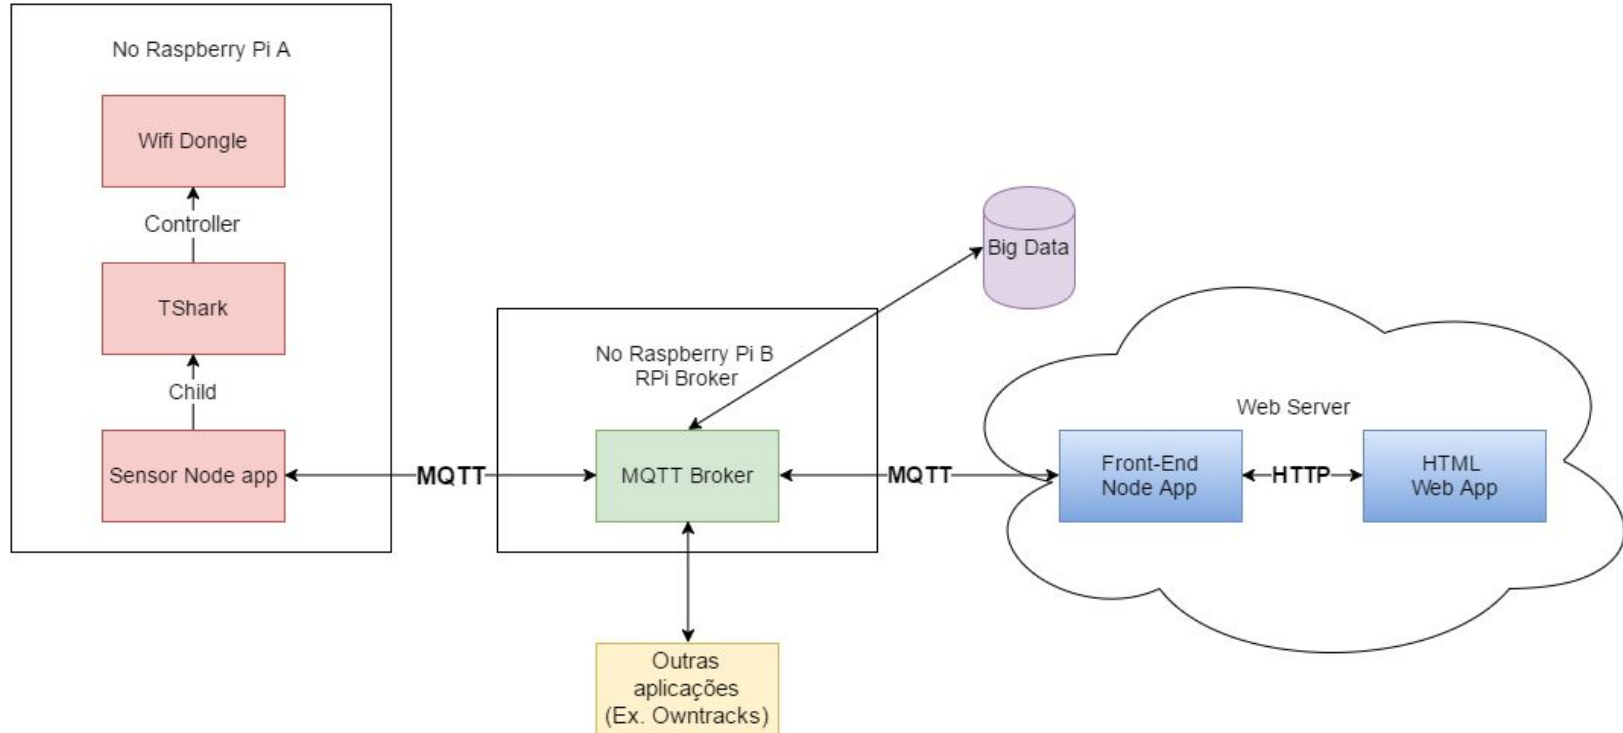 No Raspberry Pi A
Wifi Dongle
Controller
TShark
Child
Sensor Node app
MQTT
No Raspberry Pi B
RPi Broker
MQTT Broker
Big Data
MQTT
Web Server
Front-End
Node App
HTTP
HTML
Web App
Outras
aplicações
(Ex. Owntracks)